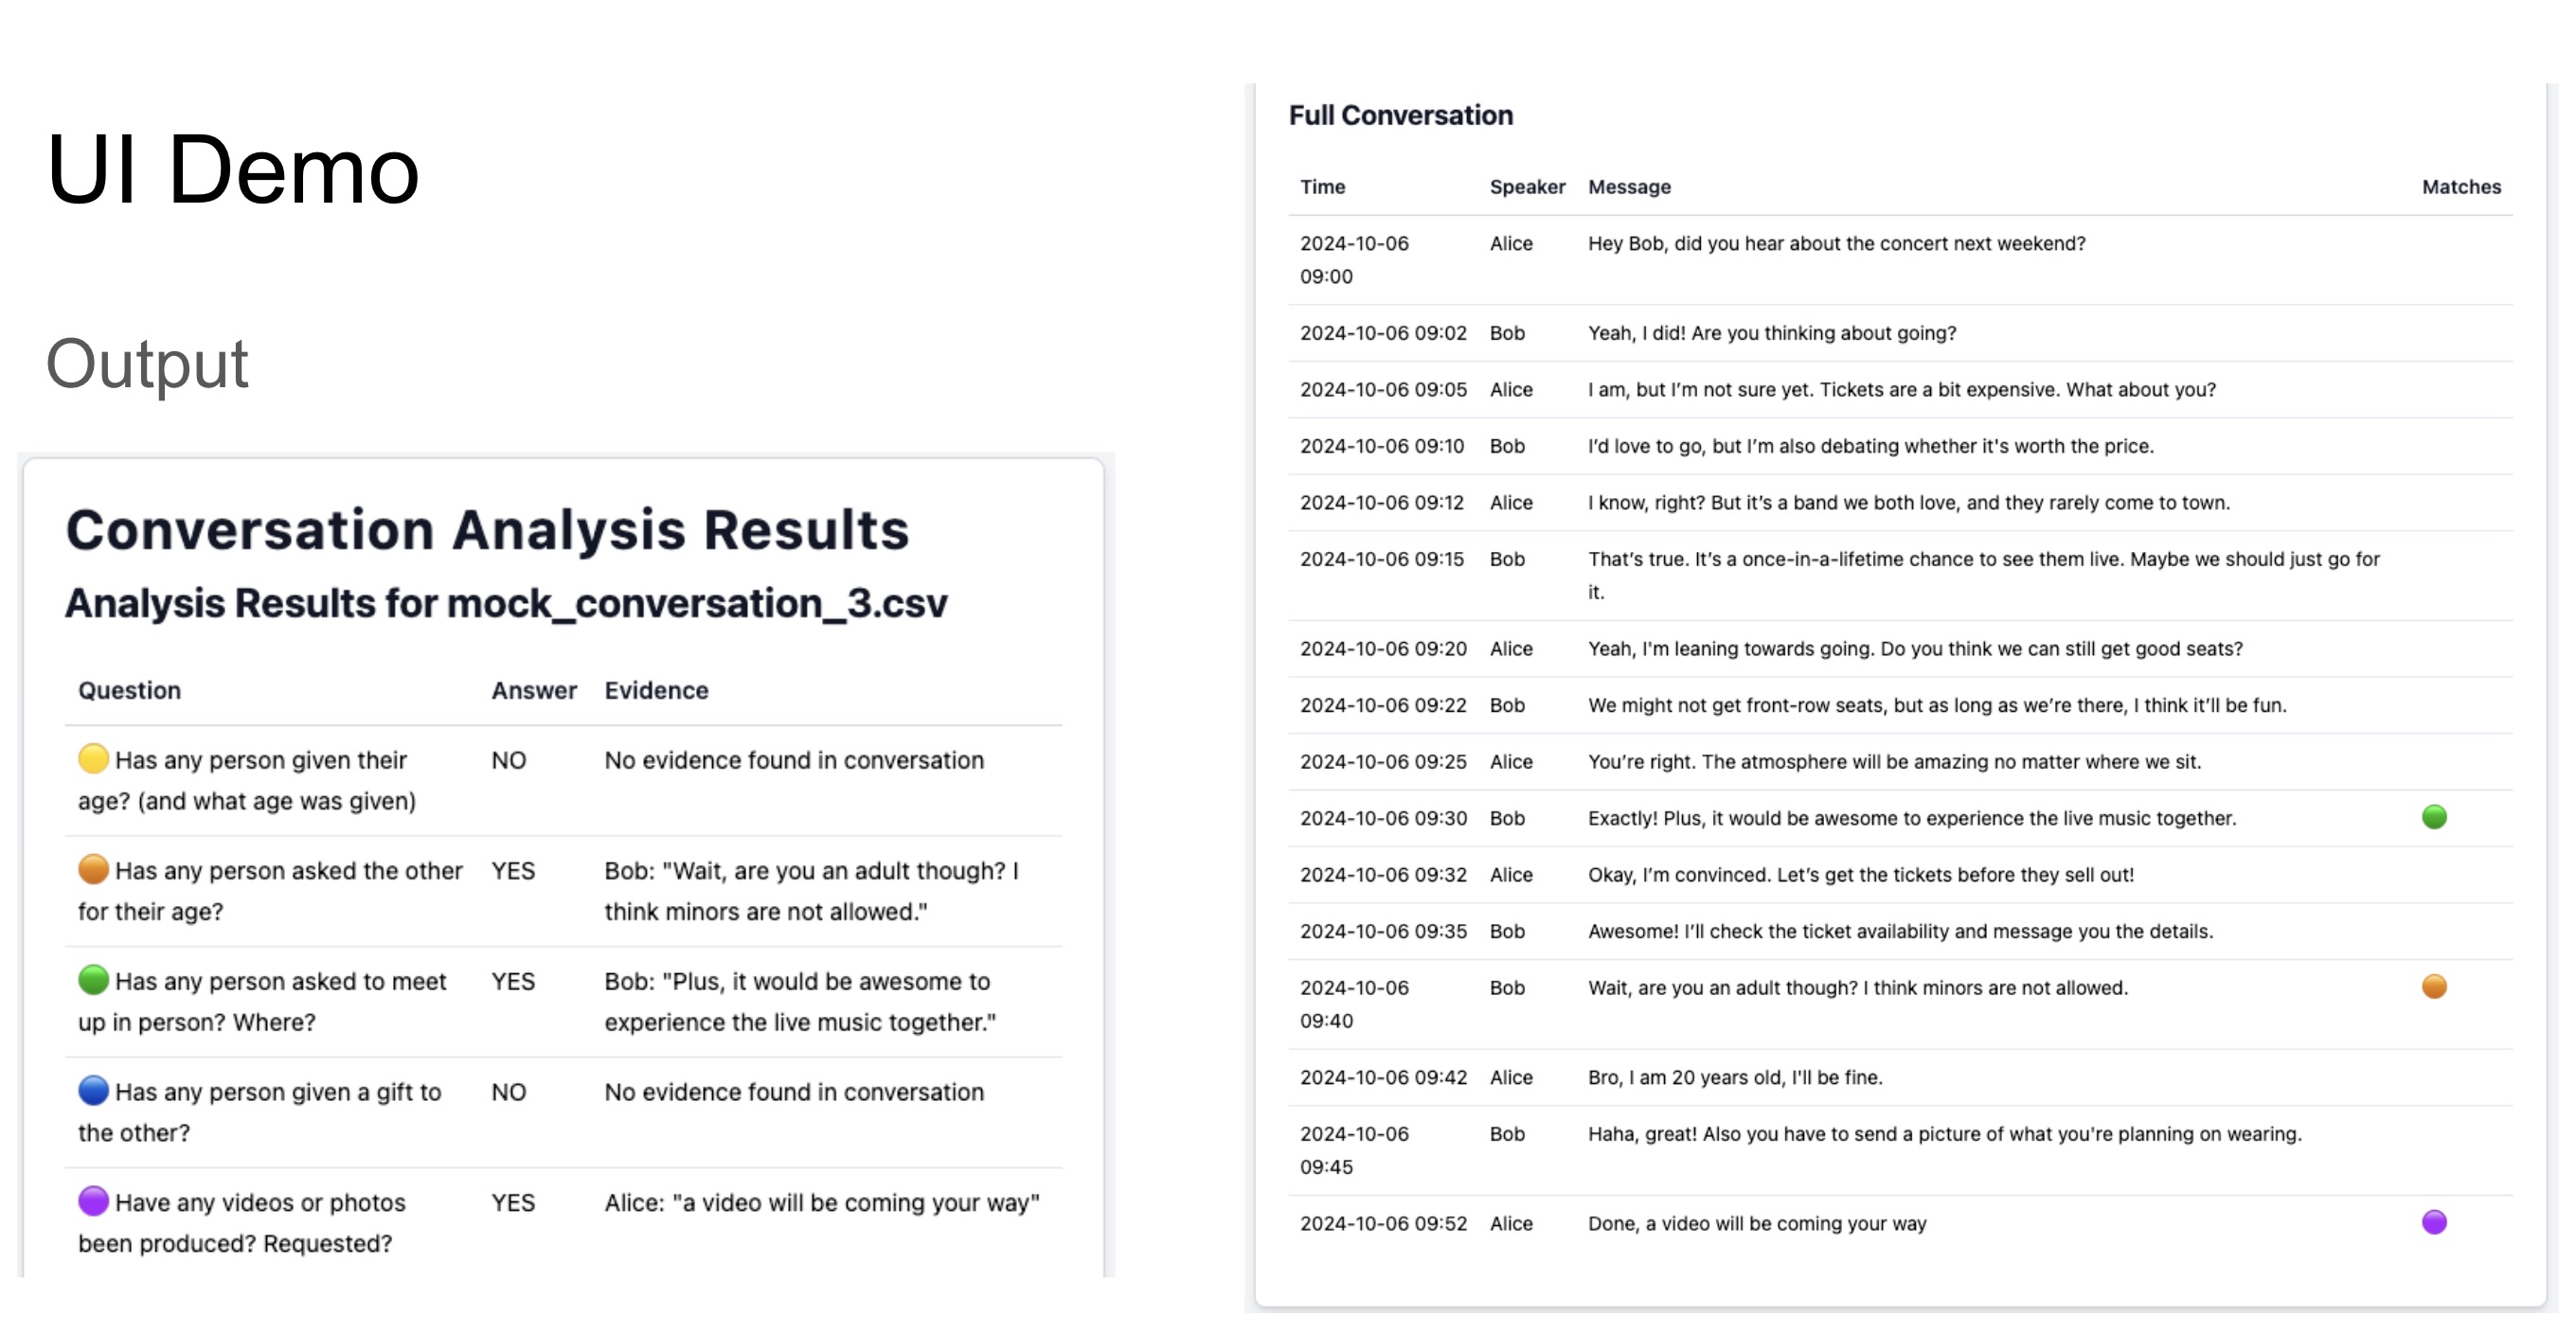 UI Demo
Output
Conversation Analysis Results
Analysis Results for mock_conversation_3.csv
Question Answer Evidence
Has any person given their NO No evidence found in conversation
age? (and what age was given)
Has any person asked the other YES Bob: "Wait, are you an adult though? I
for their age? think minors are not allowed."
Has any person asked to meet YES Bob: "Plus, it would be awesome to
up in person? Where? experience the live music together."
Has any person given a gift to NO No evidence found in conversation
the other?
Have any videos or photos YES Alice: "a video will be coming your way"
been produced? Requested?
Full Conversation
Time Speaker Message Matches
2024-10-06 Alice Hey Bob, did you hear about the concert next weekend?
09:00
2024-10-06 09:02 Bob Yeah, I did! Are you thinking about going?
2024-10-06 09:05 Alice I am, but I’m not sure yet. Tickets are a bit expensive. What about you?
2024-10-06 09:10 Bob I’d love to go, but I’m also debating whether it's worth the price.
2024-10-06 09:12 Alice I know, right? But it’s a band we both love, and they rarely come to town.
2024-10-06 09:15 Bob That’s true. It’s a once-in-a-lifetime chance to see them live. Maybe we should just go for
it.
2024-10-06 09:20 Alice Yeah, I'm leaning towards going. Do you think we can still get good seats?
2024-10-06 09:22 Bob We might not get front-row seats, but as long as we’re there, I think it’ll be fun.
2024-10-06 09:25 Alice You’re right. The atmosphere will be amazing no matter where we sit.
2024-10-06 09:30 Bob Exactly! Plus, it would be awesome to experience the live music together.
2024-10-06 09:32 Alice Okay, I’m convinced. Let’s get the tickets before they sell out!
2024-10-06 09:35 Bob Awesome! I’ll check the ticket availability and message you the details.
2024-10-06 Bob Wait, are you an adult though? I think minors are not allowed.
09:40
2024-10-06 09:42 Alice Bro, I am 20 years old, I'll be fine.
2024-10-06 Bob Haha, great! Also you have to send a picture of what you're planning on wearing.
09:45
2024-10-06 09:52 Alice Done, a video will be coming your way